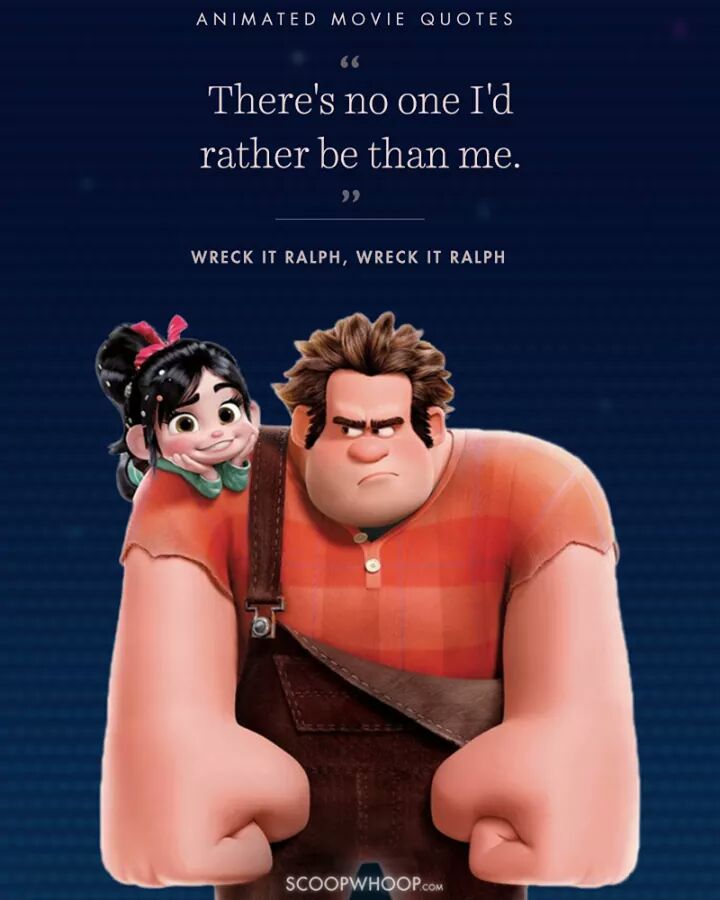 ANIMATED MOVIE QUOTES
“
There's no one I'd
rather be than me.
”
WRECK IT RALPH, WRECK IT RALPH
SCOOPWHOOP.COM